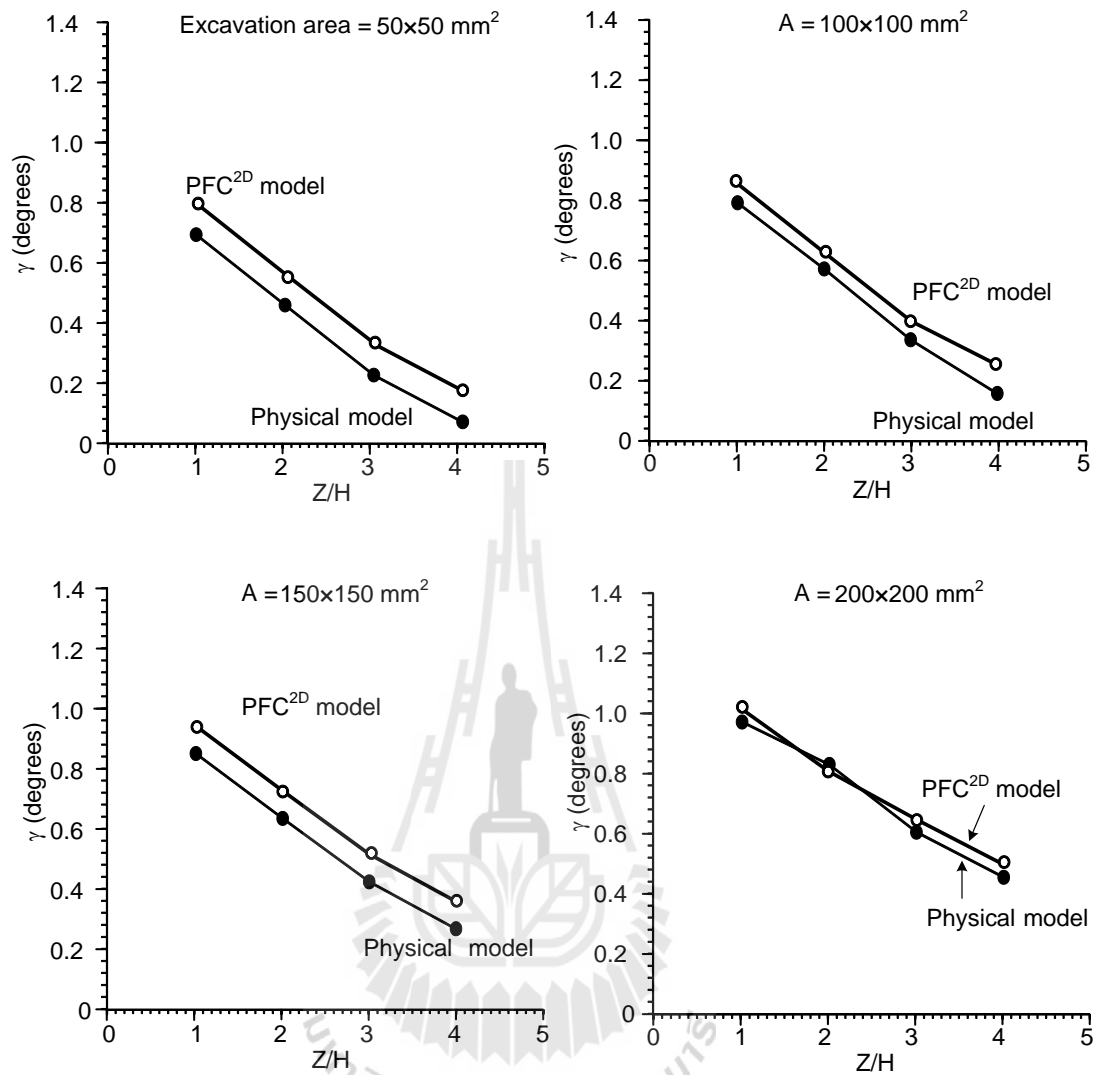 Excavation area = 50×50 mm²
γ (degrees)
1.4
1.2
1.0
0.8
0.6
0.4
0.2
0
PFC²ᴰ model
Physical model
0 1 2 3 4 5
Z/H
A = 100×100 mm²
γ (degrees)
1.4
1.2
1.0
0.8
0.6
0.4
0.2
0
PFC²ᴰ model
Physical model
0 1 2 3 4 5
Z/H
A = 150×150 mm²
γ (degrees)
1.4
1.2
1.0
0.8
0.6
0.4
0.2
0
PFC²ᴰ model
Physical model
0 1 2 3 4 5
Z/H
A = 200×200 mm²
γ (degrees)
1.4
1.2
1.0
0.8
0.6
0.4
0.2
0
PFC²ᴰ model
Physical model
0 1 2 3 4 5
Z/H